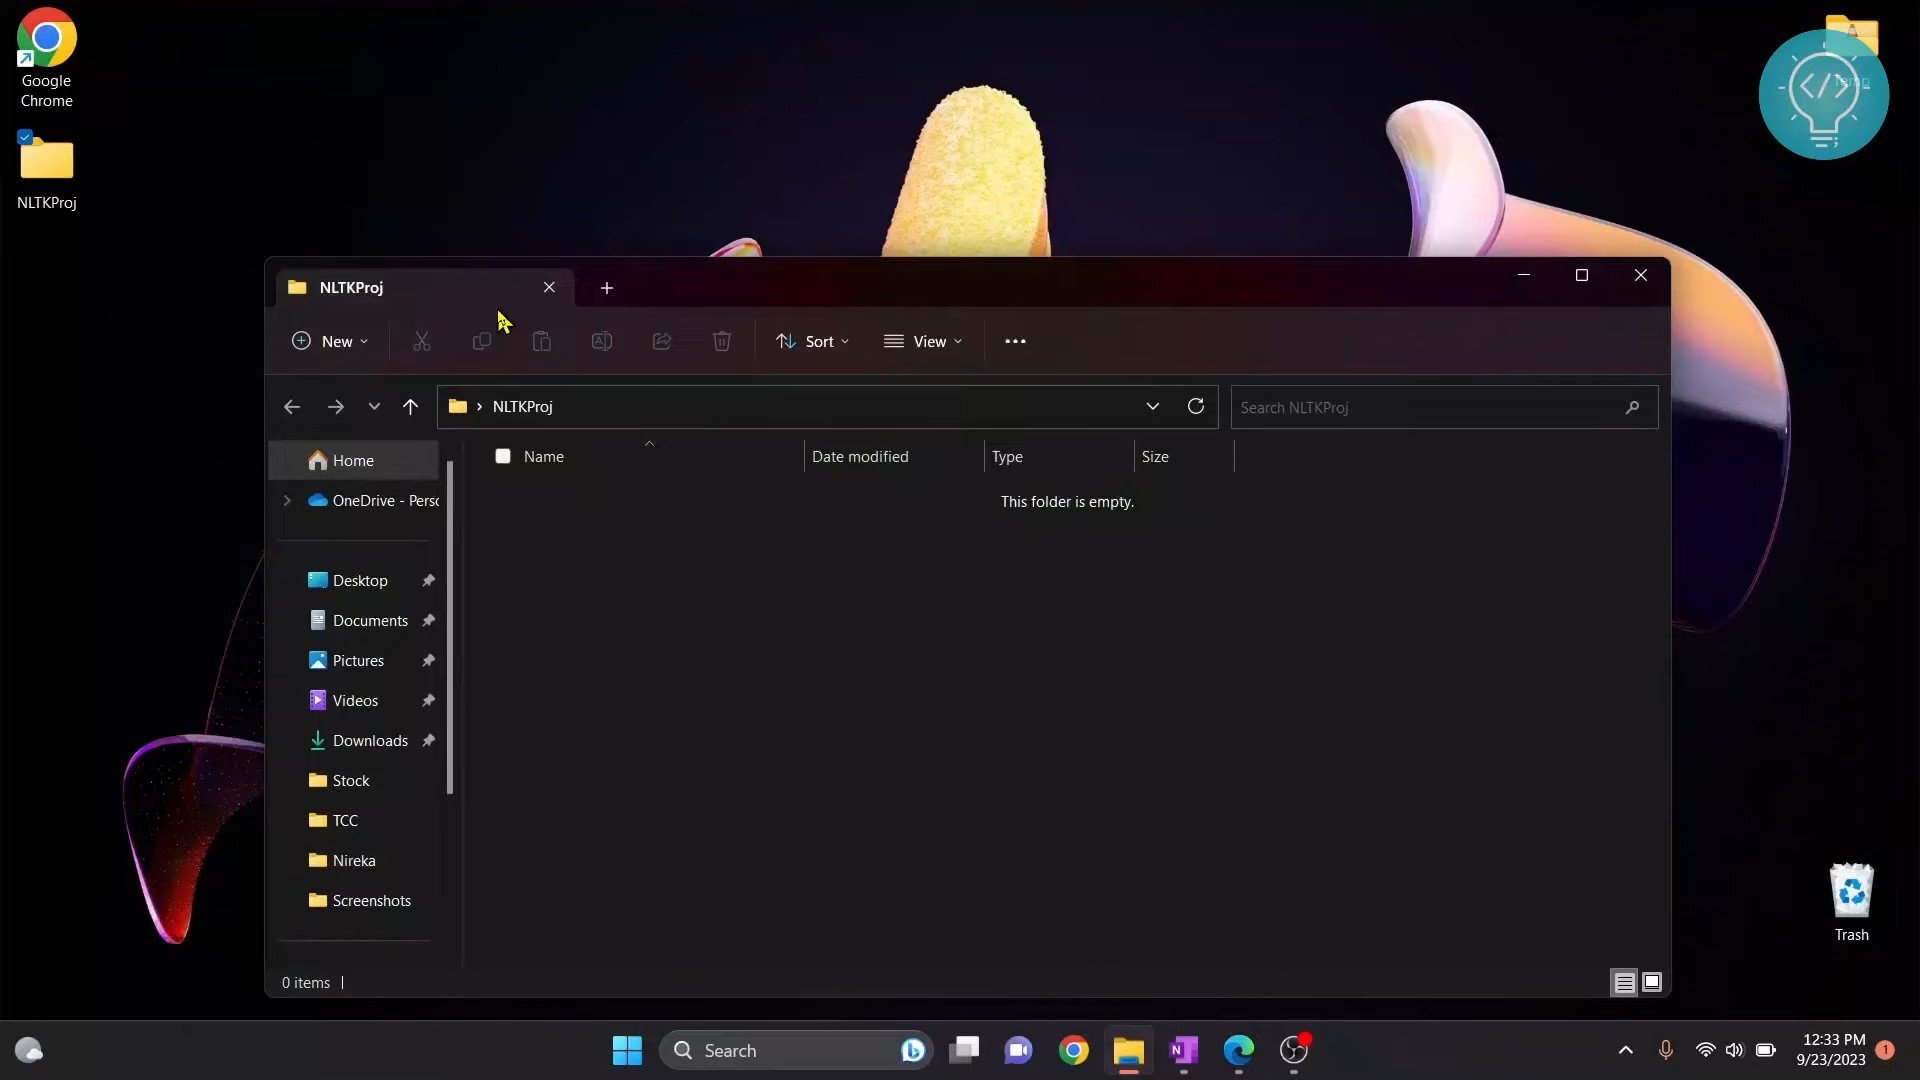 Google
Chrome
NLTKProj
Temp
</>
NLTKProj
New
Sort
View
NLTKProj
Search NLTKProj
Name
Date modified
Type
Size
This folder is empty.
Home
OneDrive - Perso
Desktop
Documents
Pictures
Videos
Downloads
Stock
TCC
Nireka
Screenshots
0 items
Trash
Search
12:33 PM
9/23/2023
1